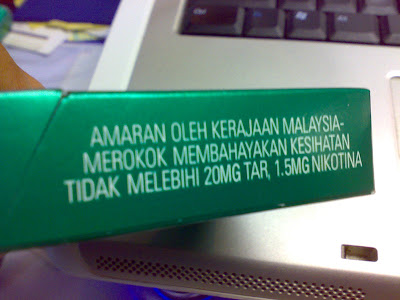 AMARAN OLEH KERAJAAN MALAYSIA-
MEROKOK MEMBAHAYAKAN KESIHATAN
TIDAK MELEBIHI 20MG TAR, 1.5MG NIKOTINA